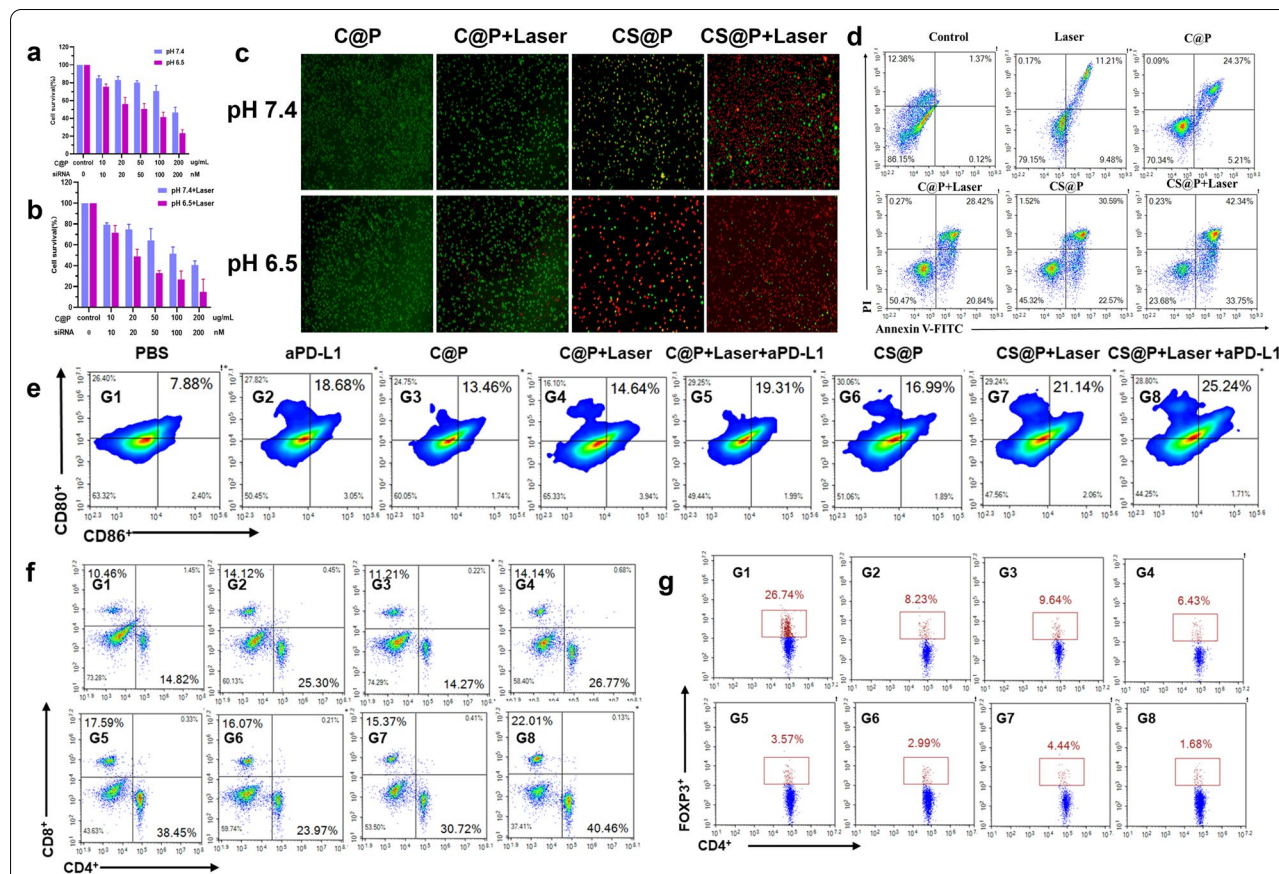 a
120
100
80
60
40
20
0
Cell survival(%)
pH 7.4
pH 6.5
C@P control 10 20 50 100 200 ug/mL
siRNA 0 10 20 50 100 200 nM
b
120
100
80
60
40
20
0
Cell survival(%)
pH 7.4+Laser
pH 6.5+Laser
C@P control 10 20 50 100 200 ug/mL
siRNA 0 10 20 50 100 200 nM
c
C@P C@P+Laser CS@P CS@P+Laser
pH 7.4
pH 6.5
d
Control Laser C@P
12.36% 1.37% 0.17% 11.21% 0.09% 24.37%
86.15% 0.12% 79.15% 9.48% 70.34% 5.21%
C@P+Laser CS@P CS@P+Laser
0.27% 28.42% 1.52% 30.59% 0.23% 42.34%
50.47% 20.84% 45.32% 22.57% 23.68% 33.75%
PI
Annexin V-FITC
e
PBS aPD-L1 C@P C@P+Laser C@P+Laser+aPD-L1 CS@P CS@P+Laser CS@P+Laser +aPD-L1
26.40% 7.88% 27.82% 18.68% 24.75% 13.46% 16.10% 14.64% 29.25% 19.31% 30.06% 16.99% 29.24% 21.14% 28.80% 25.24%
G1 G2 G3 G4 G5 G6 G7 G8
63.32% 2.40% 50.45% 3.05% 60.05% 1.74% 65.33% 3.94% 49.44% 1.99% 51.06% 1.89% 47.56% 2.06% 44.25% 1.71%
CD80+
CD86+
f
10.46% 1.45% 14.12% 0.45% 11.21% 0.22% 14.14% 0.68%
G1 G2 G3 G4
73.28% 14.82% 60.13% 25.30% 74.29% 14.27% 58.40% 26.77%
17.59% 0.33% 16.07% 0.21% 15.37% 0.41% 22.01% 0.13%
G5 G6 G7 G8
43.63% 38.45% 59.74% 23.97% 53.50% 30.72% 37.41% 40.46%
CD8+
CD4+
g
G1 G2 G3 G4
26.74% 8.23% 9.64% 6.43%
G5 G6 G7 G8
3.57% 2.99% 4.44% 1.68%
FOXP3+
CD4+